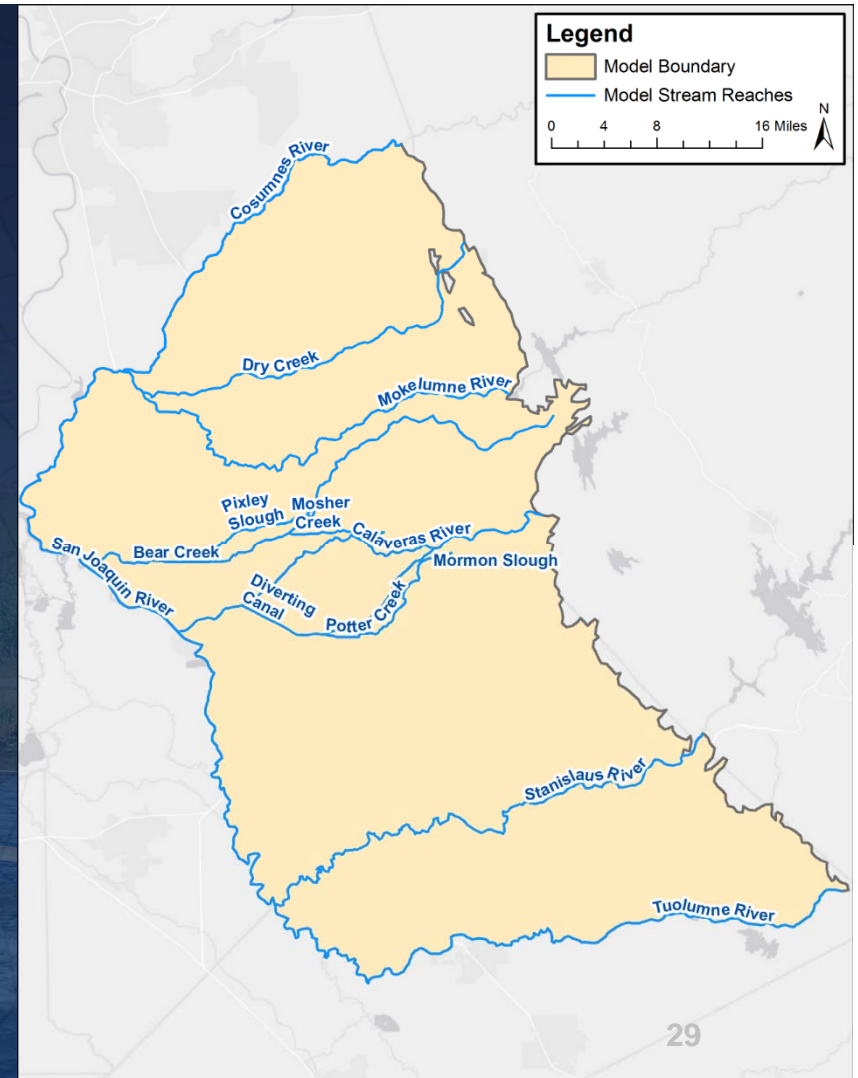 Legend
Model Boundary
Model Stream Reaches
N
0 4 8 16 Miles
Cosumnes River
Dry Creek
Mokelumne River
Pixley
Slough
Mosher
Creek
Calaveras River
Bear Creek
Mormon Slough
San Joaquin River
Diverting
Canal
Potter Creek
Stanislaus River
Tuolumne River
29